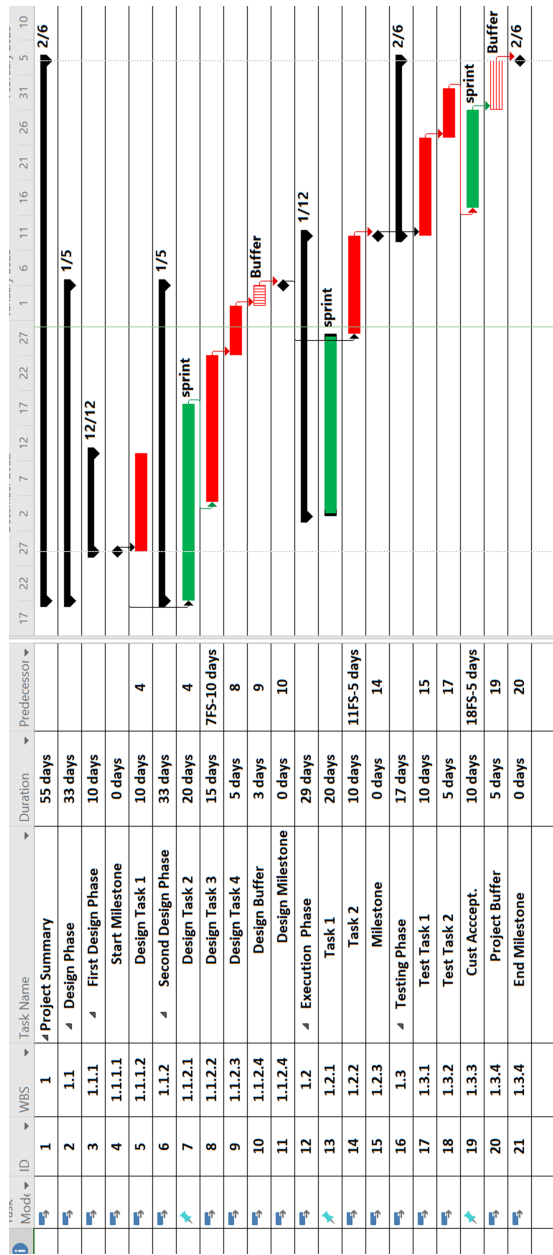 Task Mode ID WBS Task Name Duration Predecessor 17 22 27 2 7 12 17 22 27 1 6 11 16 21 26 31 5 10
1 1 Project Summary 55 days 2/6
2 1.1 Design Phase 33 days 1/5
3 1.1.1 First Design Phase 10 days 12/12
4 1.1.1.1 Start Milestone 0 days
5 1.1.1.2 Design Task 1 10 days 4
6 1.1.2 Second Design Phase 33 days 1/5
7 1.1.2.1 Design Task 2 20 days 4 sprint
8 1.1.2.2 Design Task 3 15 days 7FS-10 days
9 1.1.2.3 Design Task 4 5 days 8
10 1.1.2.4 Design Buffer 3 days 9 Buffer
11 1.1.2.4 Design Milestone 0 days 10
12 1.2 Execution Phase 29 days 1/12
13 1.2.1 Task 1 20 days sprint
14 1.2.2 Task 2 10 days 11FS-5 days
15 1.2.3 Milestone 0 days 14
16 1.3 Testing Phase 17 days 2/6
17 1.3.1 Test Task 1 10 days 15
18 1.3.2 Test Task 2 5 days 17
19 1.3.3 Cust Acccept. 10 days 18FS-5 days sprint
20 1.3.4 Project Buffer 5 days 19 Buffer
21 1.3.4 End Milestone 0 days 20 2/6